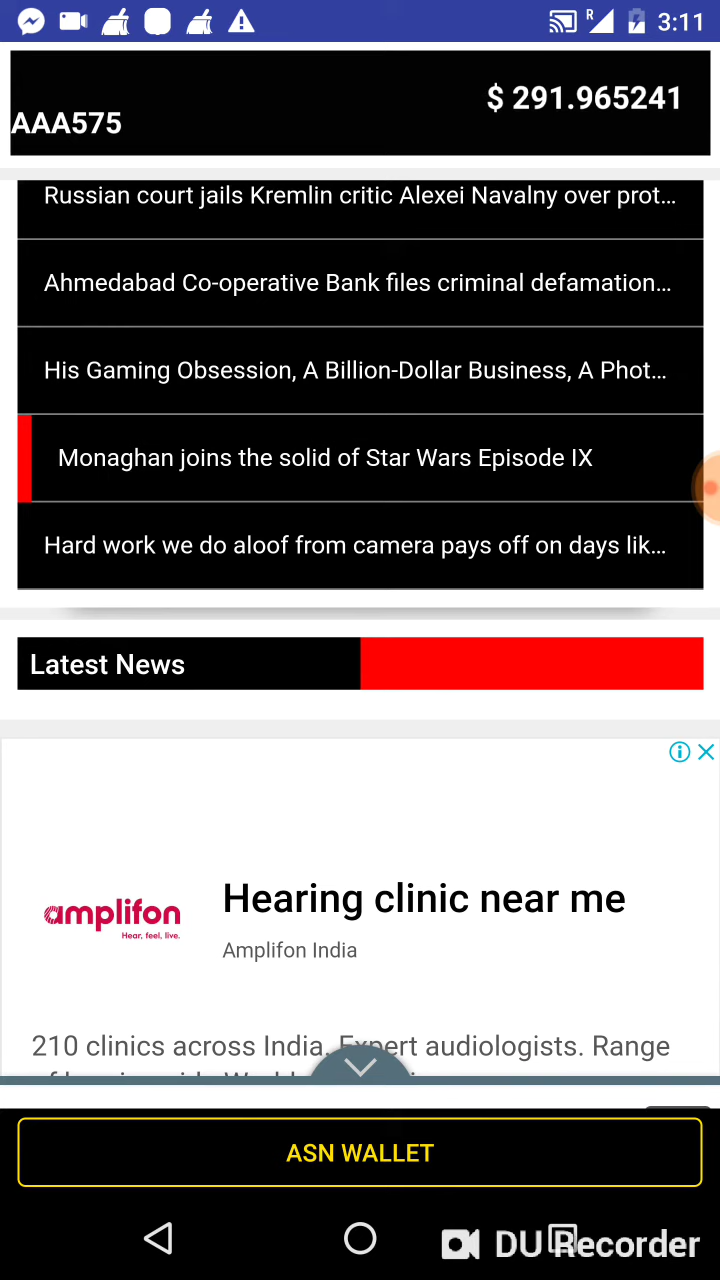 R
3:11
$ 291.965241
AAA575
Russian court jails Kremlin critic Alexei Navalny over prot...
Ahmedabad Co-operative Bank files criminal defamation...
His Gaming Obsession, A Billion-Dollar Business, A Phot...
Monaghan joins the solid of Star Wars Episode IX
Hard work we do aloof from camera pays off on days lik...
Latest News
amplifon
Hear, feel, live.
Hearing clinic near me
Amplifon India
210 clinics across India. Expert audiologists. Range
ASN WALLET
DU Recorder